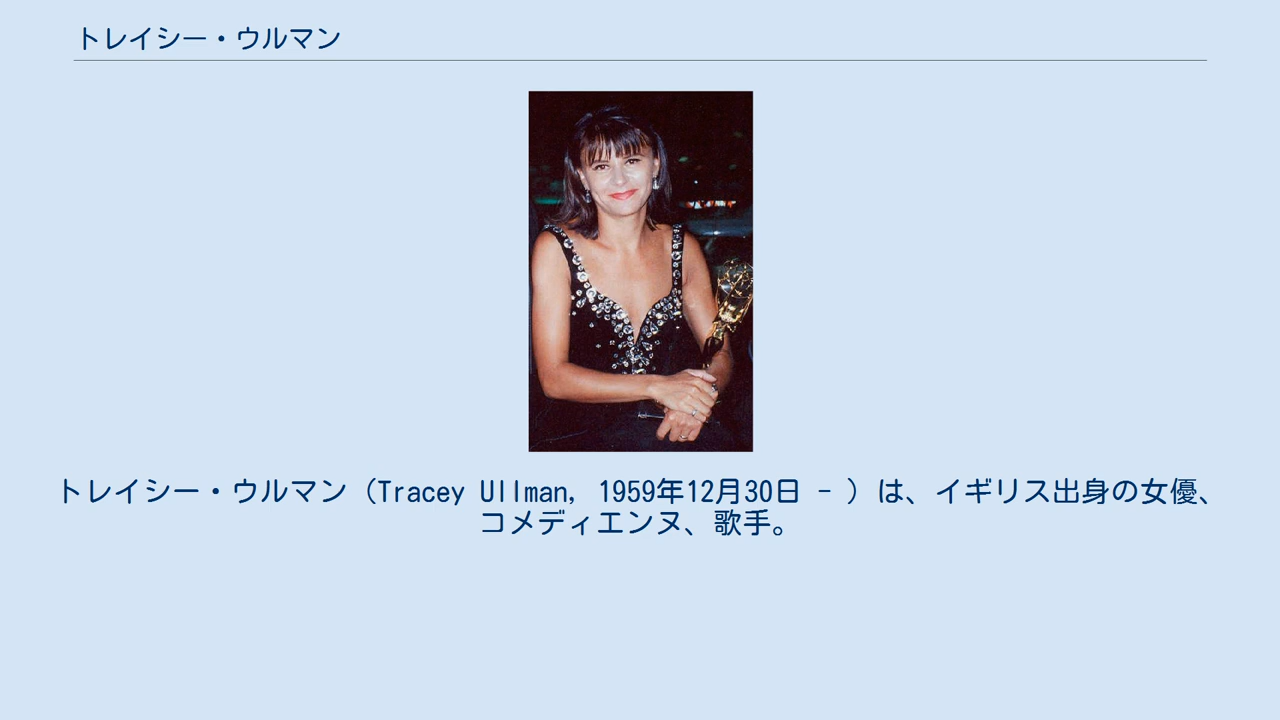 トレイシー・ウルマン
トレイシー・ウルマン（Tracey Ullman, 1959年12月30日 - ）は、イギリス出身の女優、
コメディエンヌ、歌手。